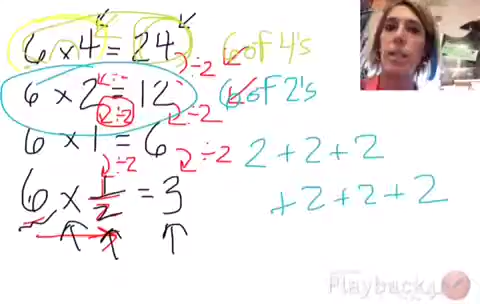 6 × 4 = 24 6 of 4's
÷2
6 × 2 = 12 6 of 2's
2÷2 ÷2
6 × 1 = 6 2 + 2 + 2
÷2 ÷2
6 × 1/2 = 3 + 2 + 2 + 2
Playback